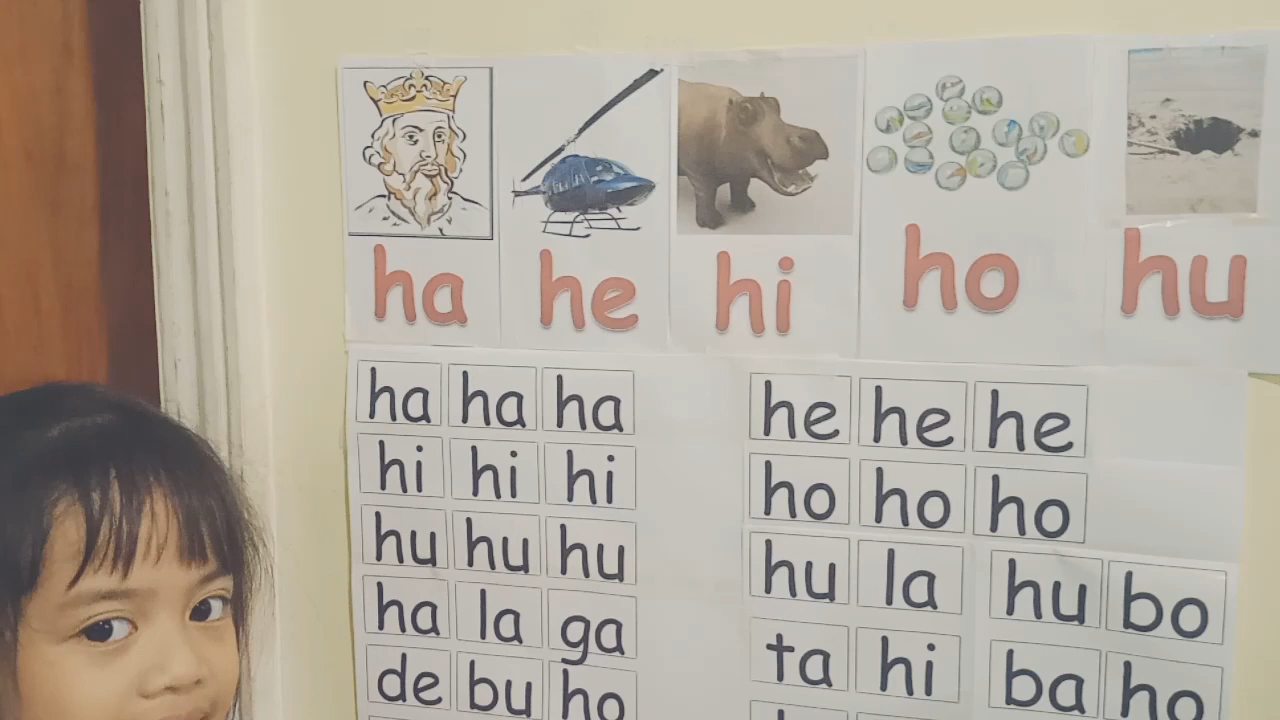 ha he hi ho hu
ha ha ha
hi hi hi
hu hu hu
ha la ga
de bu ho
he he he
ho ho ho
hu la hu bo
ta hi ba ho